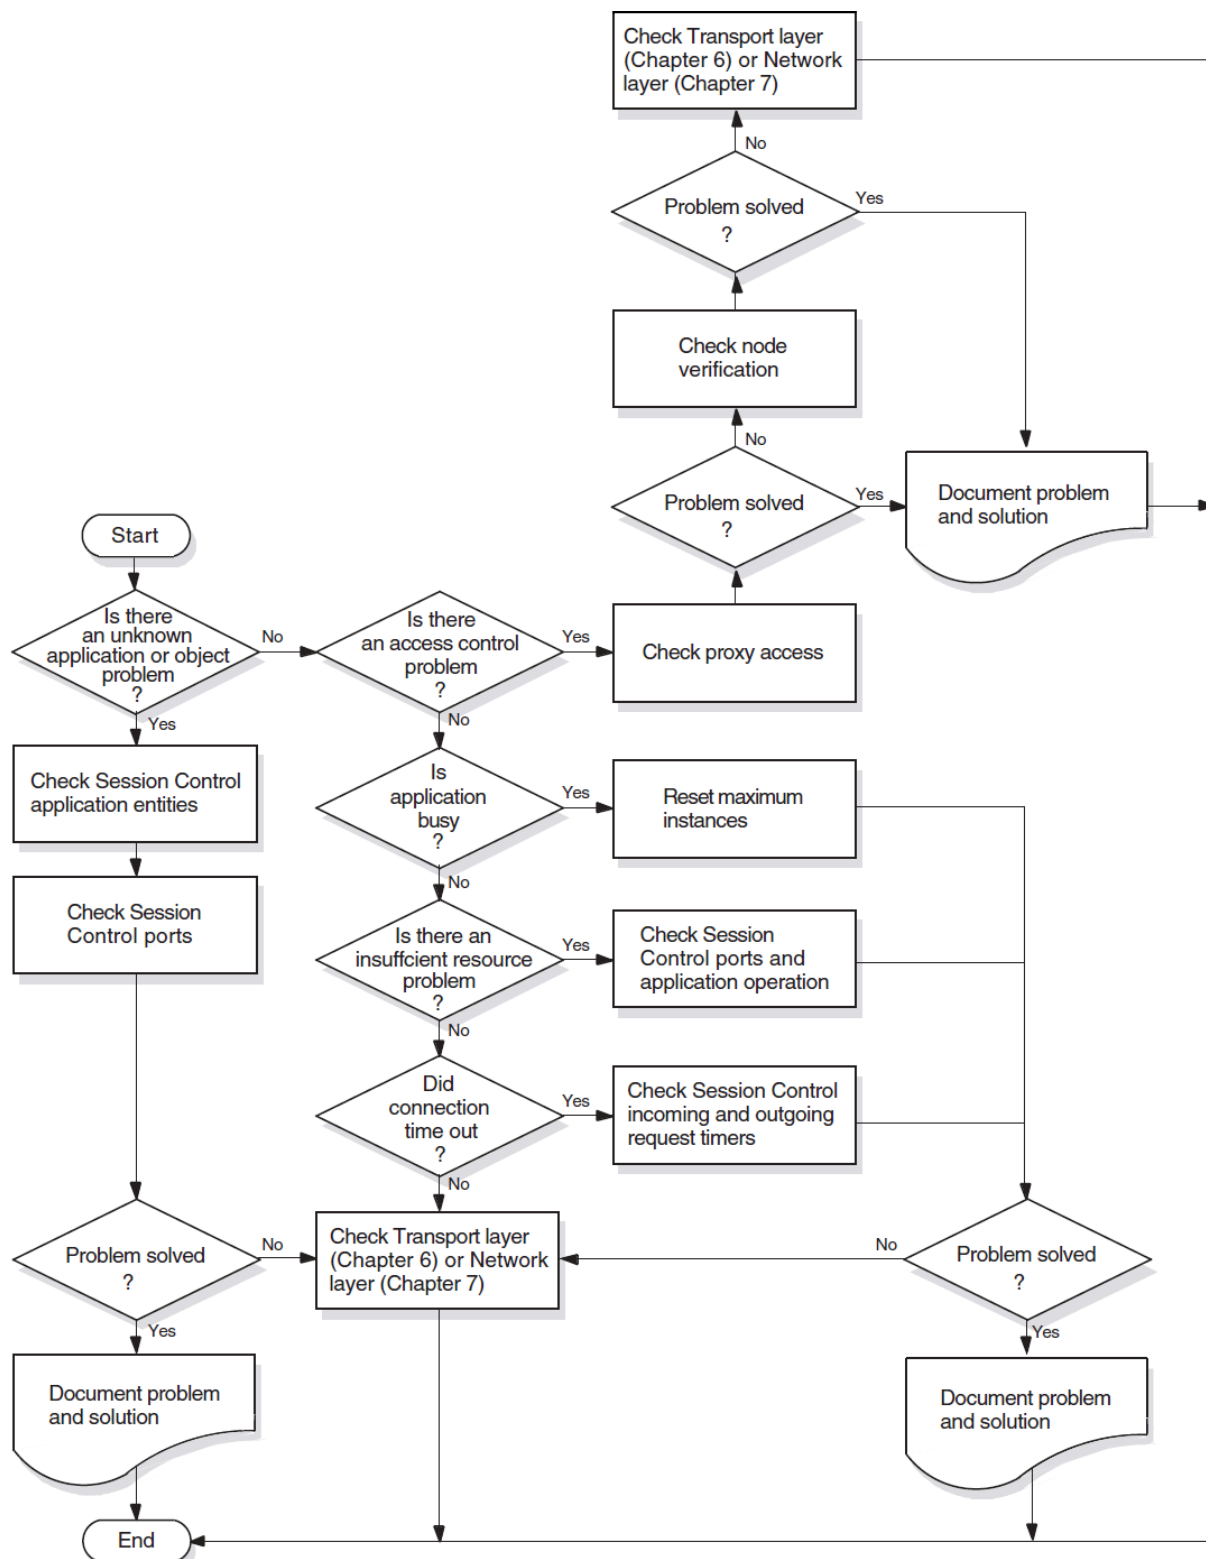 Check Transport layer
(Chapter 6) or Network
layer (Chapter 7)
No
Problem solved
?
Yes
Check node
verification
No
Problem solved
?
Yes
Document problem
and solution
Start
Is there
an unknown
application or object
problem
?
No
Is there
an access control
problem
?
Yes
Check proxy access
Yes
No
Check Session Control
application entities
Is
application
busy
?
Yes
Reset maximum
instances
No
Check Session
Control ports
Is there an
insuffcient resource
problem
?
Yes
Check Session
Control ports and
application operation
No
Did
connection
time out
?
Yes
Check Session Control
incoming and outgoing
request timers
No
Problem solved
?
No
Check Transport layer
(Chapter 6) or Network
layer (Chapter 7)
No
Problem solved
?
Yes
Yes
Document problem
and solution
Document problem
and solution
End